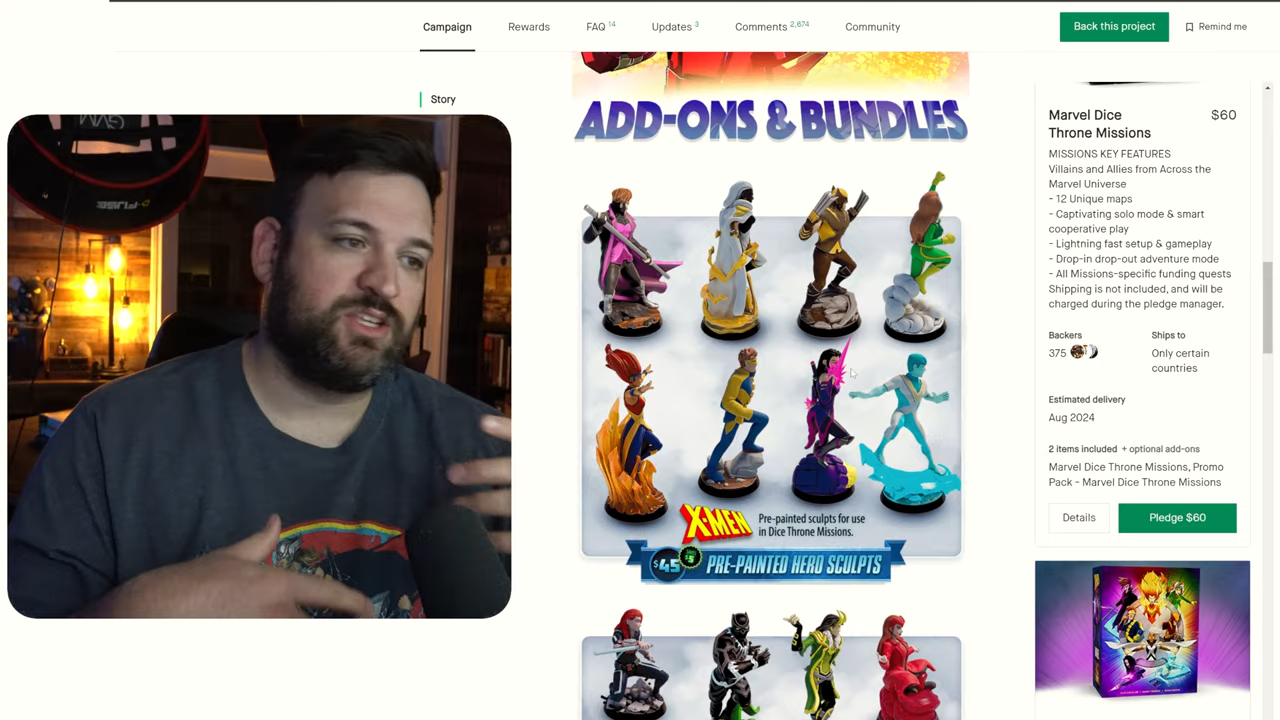 Campaign
Rewards
FAQ 14
Updates 3
Comments 2,674
Community
Back this project
Remind me
Story
ADD-ONS & BUNDLES
X-MEN
Pre-painted sculpts for use
in Dice Throne Missions.
$45
PRE-PAINTED HERO SCULPTS
Marvel Dice
Throne Missions
$60
MISSIONS KEY FEATURES
Villains and Allies from Across the
Marvel Universe
- 12 Unique maps
- Captivating solo mode & smart
cooperative play
- Lightning fast setup & gameplay
- Drop-in drop-out adventure mode
- All Missions-specific funding quests
Shipping is not included, and will be
charged during the pledge manager.
Backers
375
Ships to
Only certain
countries
Estimated delivery
Aug 2024
2 items included + optional add-ons
Marvel Dice Throne Missions, Promo
Pack - Marvel Dice Throne Missions
Details
Pledge $60